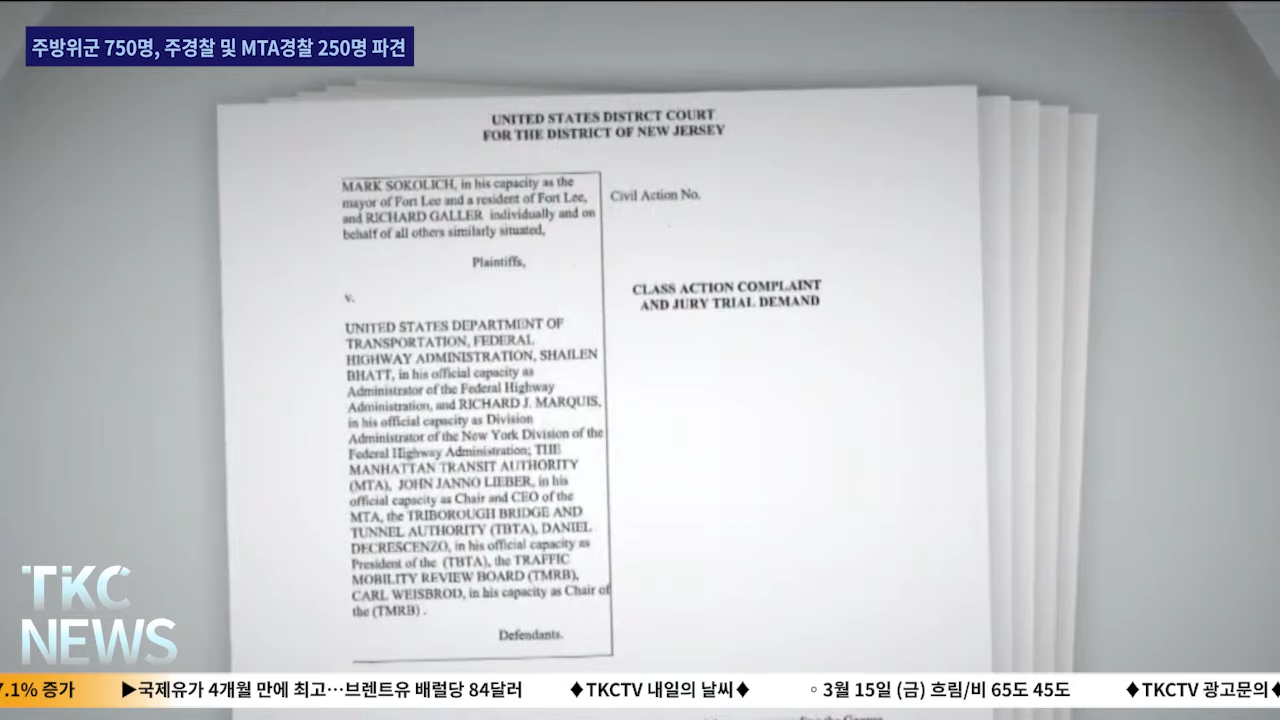 주방위군 750명, 주경찰 및 MTA경찰 250명 파견
UNITED STATES DISTRCT COURT
FOR THE DISTRICT OF NEW JERSEY
MARK SOKOLICH, in his capacity as the
mayor of Fort Lee and a resident of Fort Lee,
and RICHARD GALLER individually and on
behalf of all others similarly situated,
Plaintiffs,
v.
UNITED STATES DEPARTMENT OF
TRANSPORTATION, FEDERAL
HIGHWAY ADMINISTRATION, SHAILEN
BHATT, in his official capacity as
Administrator of the Federal Highway
Administration, and RICHARD J. MARQUIS,
in his official capacity as Division
Administrator of the New York Division of the
Federal Highway Administration; THE
MANHATTAN TRANSIT AUTHORITY
(MTA), JOHN JANNO LIEBER, in his
official capacity as Chair and CEO of the
MTA, the TRIBOROUGH BRIDGE AND
TUNNEL AUTHORITY (TBTA), DANIEL
DECRESCENZO, in his official capacity as
President of the (TBTA), the TRAFFIC
MOBILITY REVIEW BOARD (TMRB),
CARL WEISBROD, in his capacity as Chair of
the (TMRB) .
Defendants.
Civil Action No.
CLASS ACTION COMPLAINT
AND JURY TRIAL DEMAND
TKC
NEWS
7.1% 증가 ▶국제유가 4개월 만에 최고…브렌트유 배럴당 84달러 ♦TKCTV 내일의 날씨♦ ◦ 3월 15일 (금) 흐림/비 65도 45도 ♦TKCTV 광고문의♦